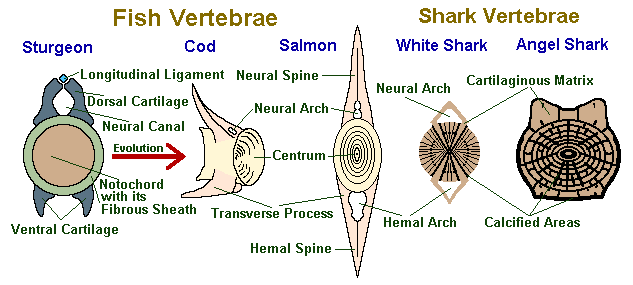 Fish Vertebrae
Shark Vertebrae
Sturgeon
Cod
Salmon
White Shark
Angel Shark
Longitudinal Ligament
Dorsal Cartilage
Neural Canal
Evolution
Notochord
with its
Fibrous Sheath
Ventral Cartilage
Neural Spine
Neural Arch
Centrum
Transverse Process
Hemal Spine
Neural Arch
Cartilaginous Matrix
Hemal Arch
Calcified Areas